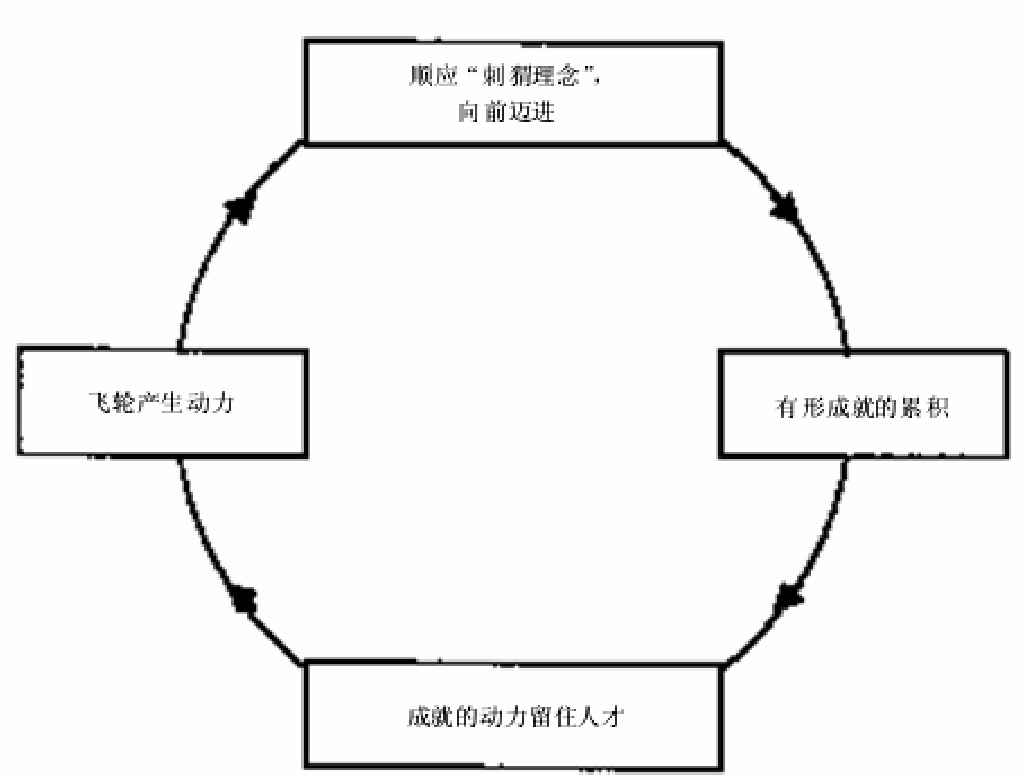 顺应“刺猬理念”，
向前迈进
飞轮产生动力
有形成就的累积
成就的动力留住人才